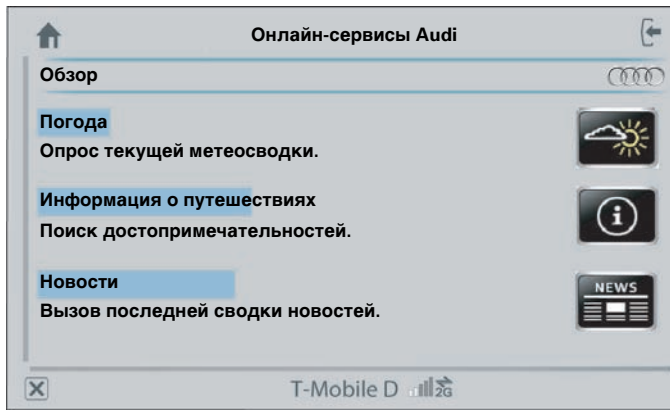 Онлайн-сервисы Audi
Обзор
Погода
Опрос текущей метеосводки.
Информация о путешествиях
Поиск достопримечательностей.
Новости
NEWS
Вызов последней сводки новостей.
T-Mobile D 2G